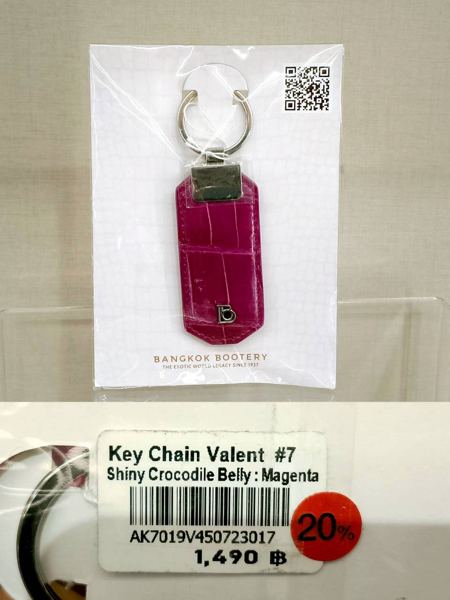 B
BANGKOK BOOTERY
THE EXOTIC WORLD LEGACY SINCE 1937
Key Chain Valent #7
Shiny Crocodile Belly : Magenta
AK7019V450723017
1,490 ฿
20%